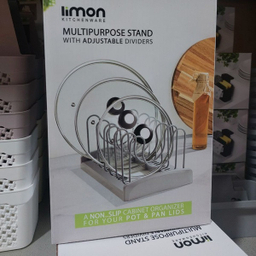 limon
KITCHENWARE
MULTIPURPOSE STAND
WITH ADJUSTABLE DIVIDERS
A NON-SLIP CABINET ORGANIZER
FOR YOUR POT & PAN LIDS
limon
MULTIPURPOSE STAND